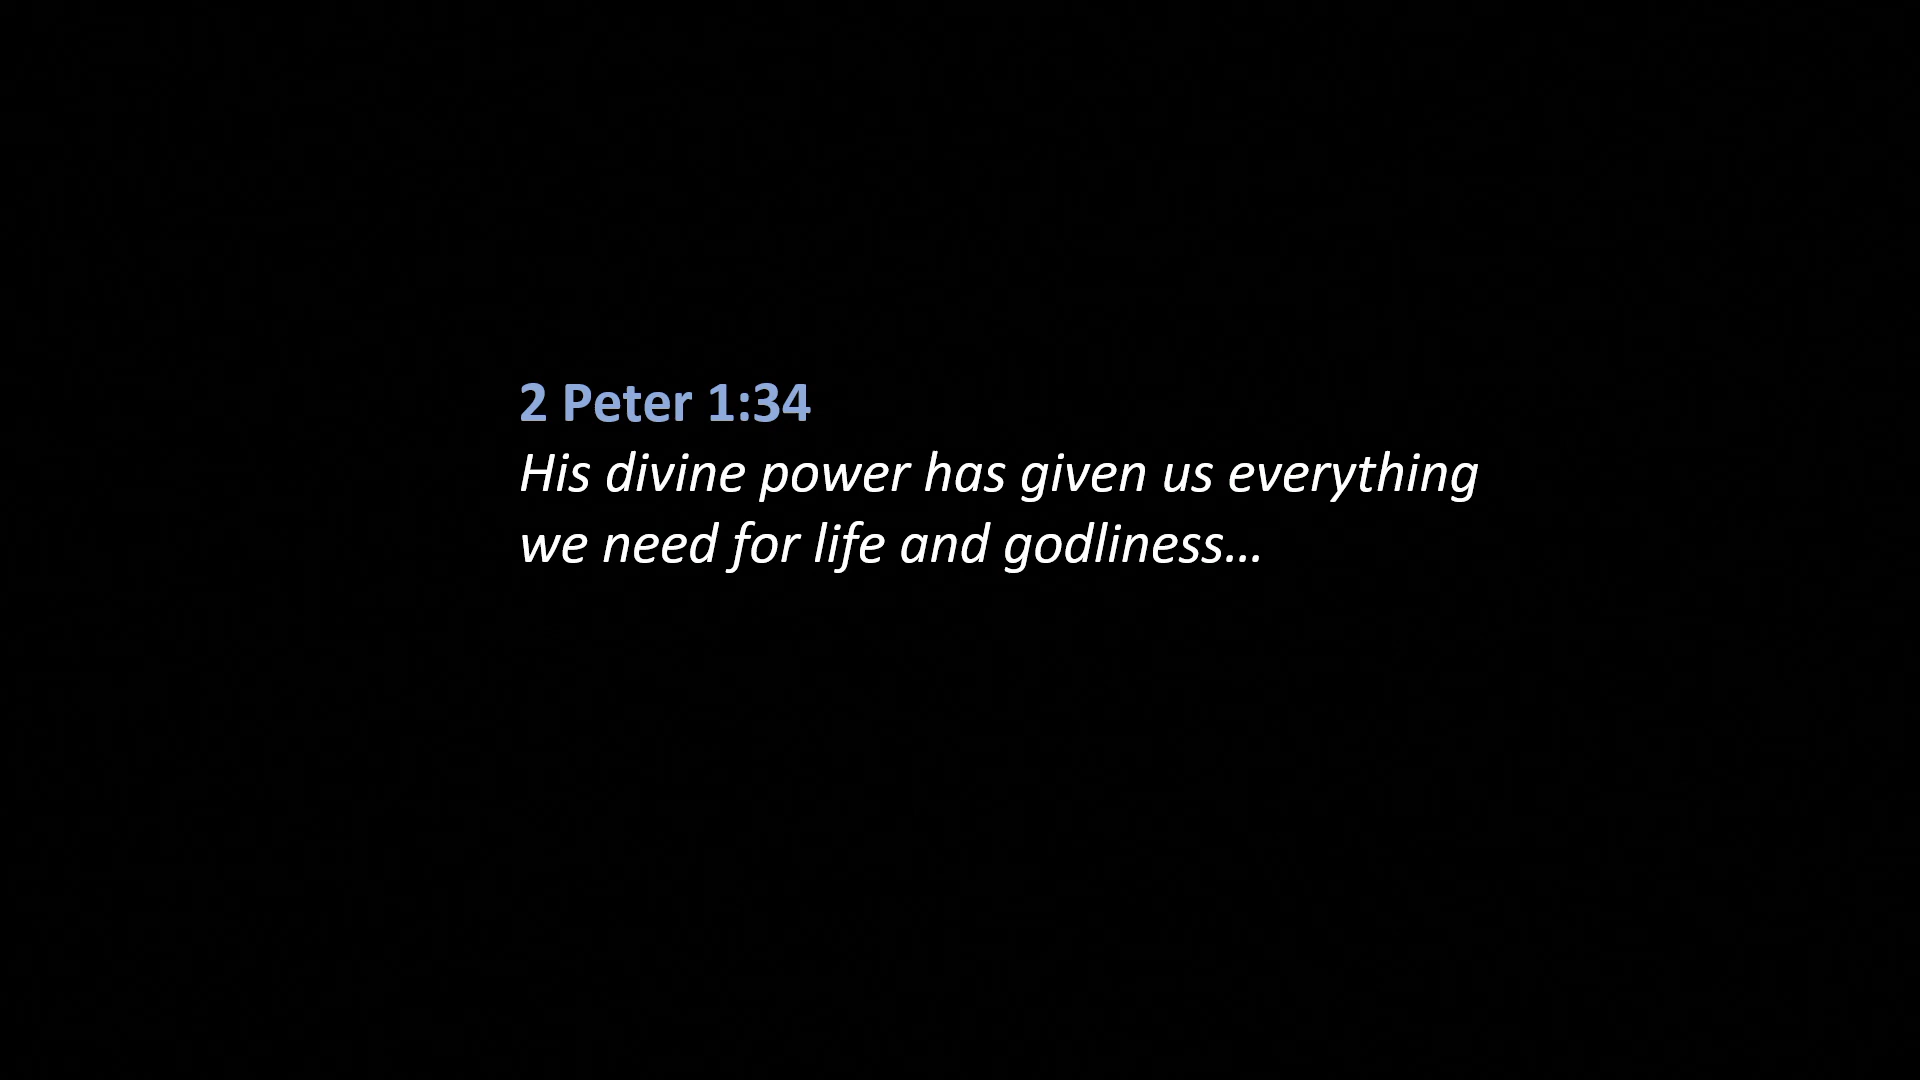 2 Peter 1:34
His divine power has given us everything
we need for life and godliness…